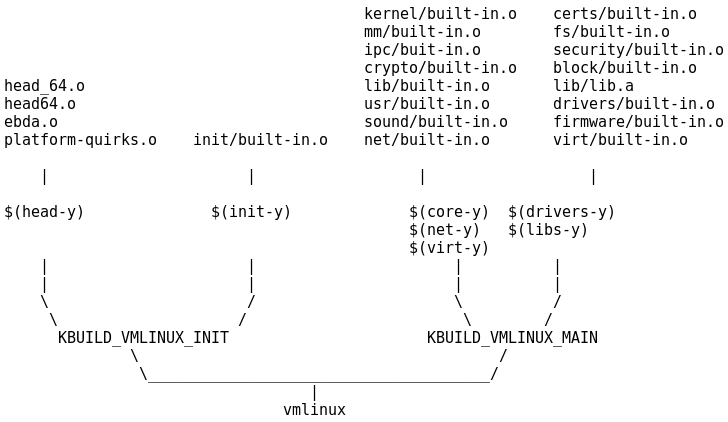 kernel/built-in.o    certs/built-in.o
mm/built-in.o        fs/built-in.o
ipc/buit-in.o        security/built-in.o
crypto/built-in.o    block/built-in.o
head_64.o    lib/built-in.o       lib/lib.a
head64.o    usr/built-in.o       drivers/built-in.o
ebda.o    sound/built-in.o     firmware/built-in.o
platform-quirks.o    init/built-in.o    net/built-in.o       virt/built-in.o
$(head-y)    $(init-y)    $(core-y)  $(drivers-y)
$(net-y)   $(libs-y)
$(virt-y)
KBUILD_VMLINUX_INIT    KBUILD_VMLINUX_MAIN
vmlinux